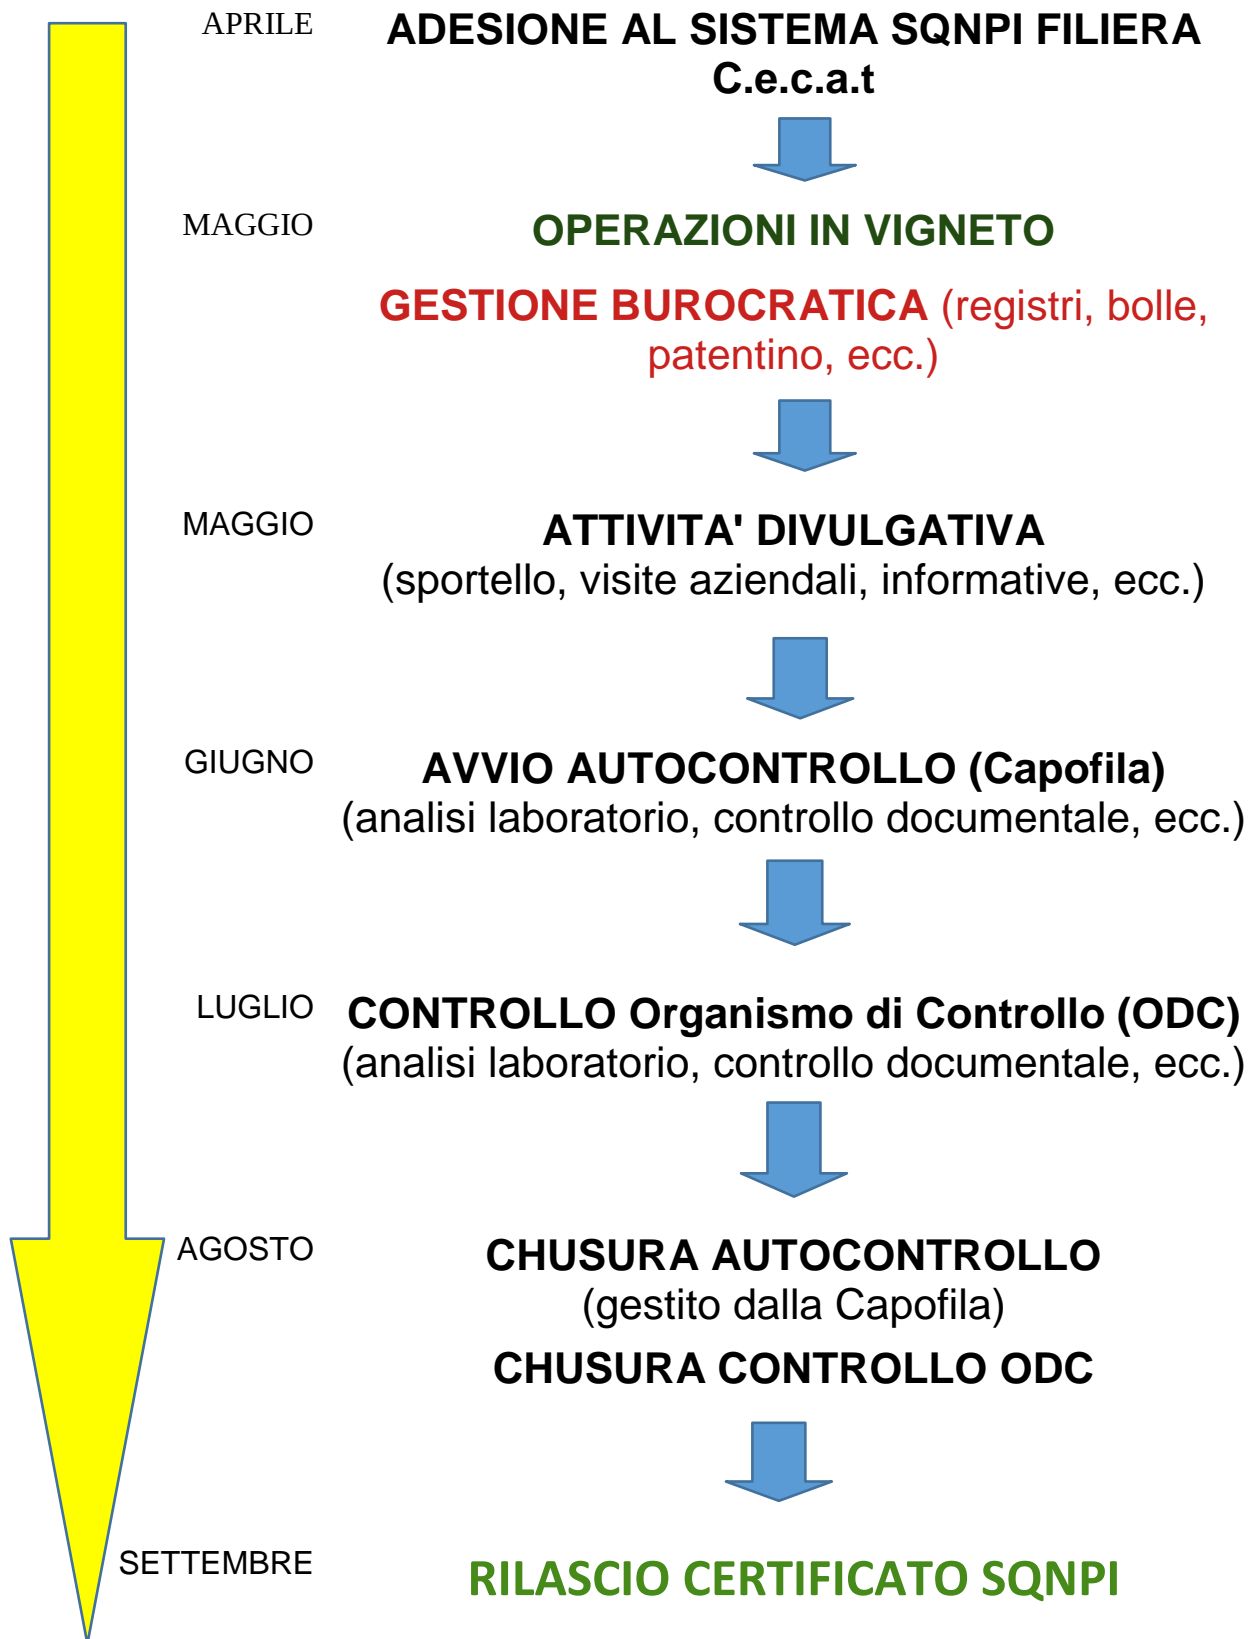 APRILE
ADESIONE AL SISTEMA SQNPI FILIERA
C.e.c.a.t
MAGGIO
OPERAZIONI IN VIGNETO
GESTIONE BUROCRATICA (registri, bolle,
patentino, ecc.)
MAGGIO
ATTIVITA' DIVULGATIVA
(sportello, visite aziendali, informative, ecc.)
GIUGNO
AVVIO AUTOCONTROLLO (Capofila)
(analisi laboratorio, controllo documentale, ecc.)
LUGLIO
CONTROLLO Organismo di Controllo (ODC)
(analisi laboratorio, controllo documentale, ecc.)
AGOSTO
CHUSURA AUTOCONTROLLO
(gestito dalla Capofila)
CHUSURA CONTROLLO ODC
SETTEMBRE
RILASCIO CERTIFICATO SQNPI